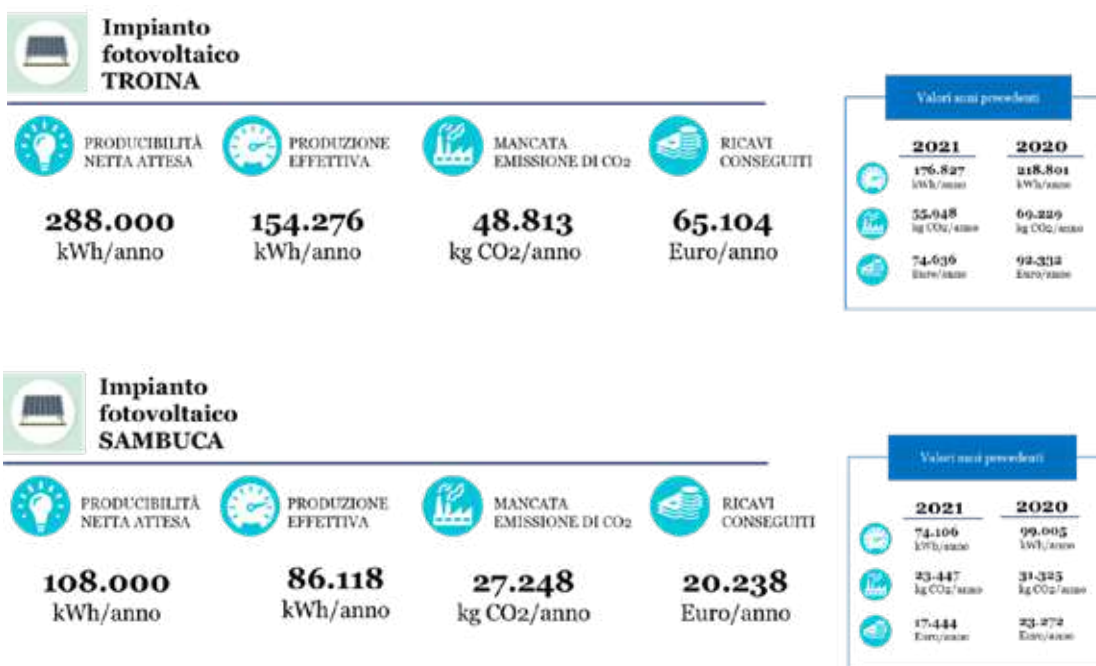 Impianto
fotovoltaico
TROINA
PRODUCIBILITÀ
NETTA ATTESA
PRODUZIONE
EFFETTIVA
MANCATA
EMISSIONE DI CO2
RICAVI
CONSEGUITI
288.000
kWh/anno
154.276
kWh/anno
48.813
kg CO2/anno
65.104
Euro/anno
Valori anni precedenti
2021
2020
176.827
kWh/anno
218.801
kWh/anno
55.948
kg CO2/anno
69.229
kg CO2/anno
74.636
Euro/anno
92.332
Euro/anno
Impianto
fotovoltaico
SAMBUCA
PRODUCIBILITÀ
NETTA ATTESA
PRODUZIONE
EFFETTIVA
MANCATA
EMISSIONE DI CO2
RICAVI
CONSEGUITI
108.000
kWh/anno
86.118
kWh/anno
27.248
kg CO2/anno
20.238
Euro/anno
Valori anni precedenti
2021
2020
74.106
kWh/anno
99.005
kWh/anno
23.447
kg CO2/anno
31.325
kg CO2/anno
17.444
Euro/anno
23.272
Euro/anno